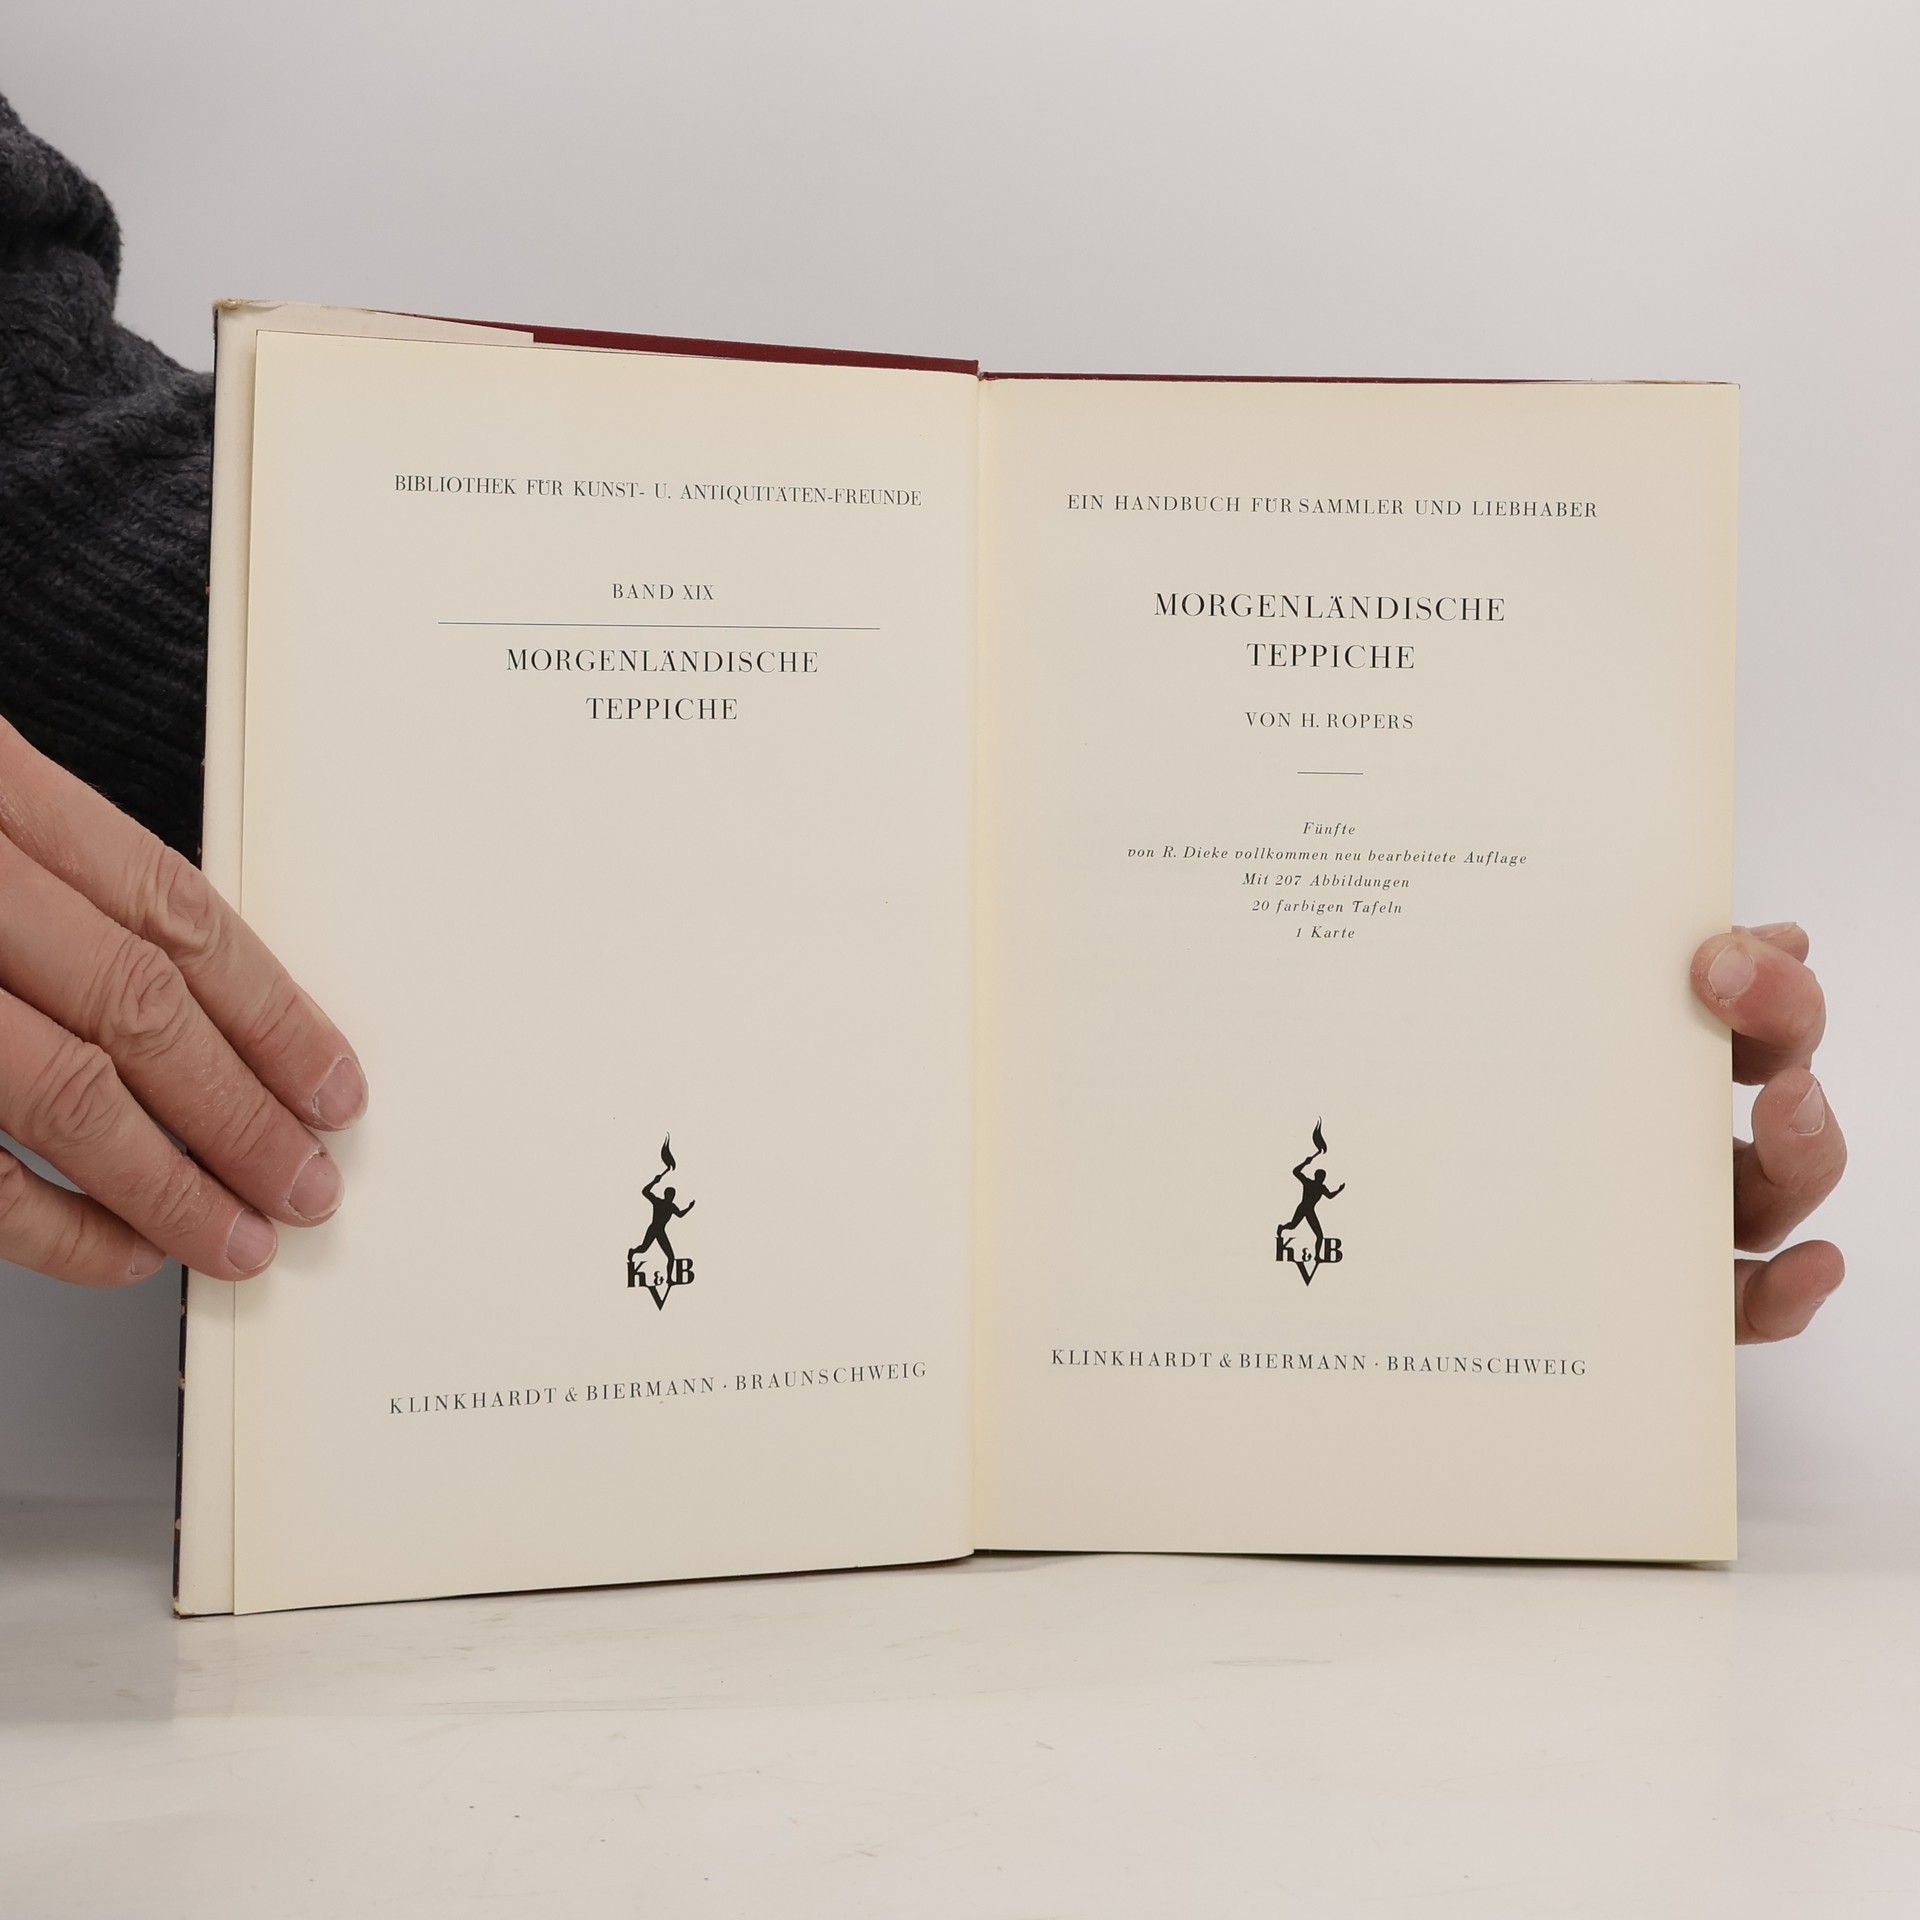 BIBLIOTHEK FÜR KUNST- U. ANTIQUITÄTEN-FREUNDE
BAND XIX
MORGENLÄNDISCHE
TEPPICHE
K & B
V
KLINKHARDT & BIERMANN · BRAUNSCHWEIG
EIN HANDBUCH FÜR SAMMLER UND LIEBHABER
MORGENLÄNDISCHE
TEPPICHE
VON H. ROPERS
Fünfte
von R. Dieke vollkommen neu bearbeitete Auflage
Mit 207 Abbildungen
20 farbigen Tafeln
1 Karte
K & B
V
KLINKHARDT & BIERMANN · BRAUNSCHWEIG